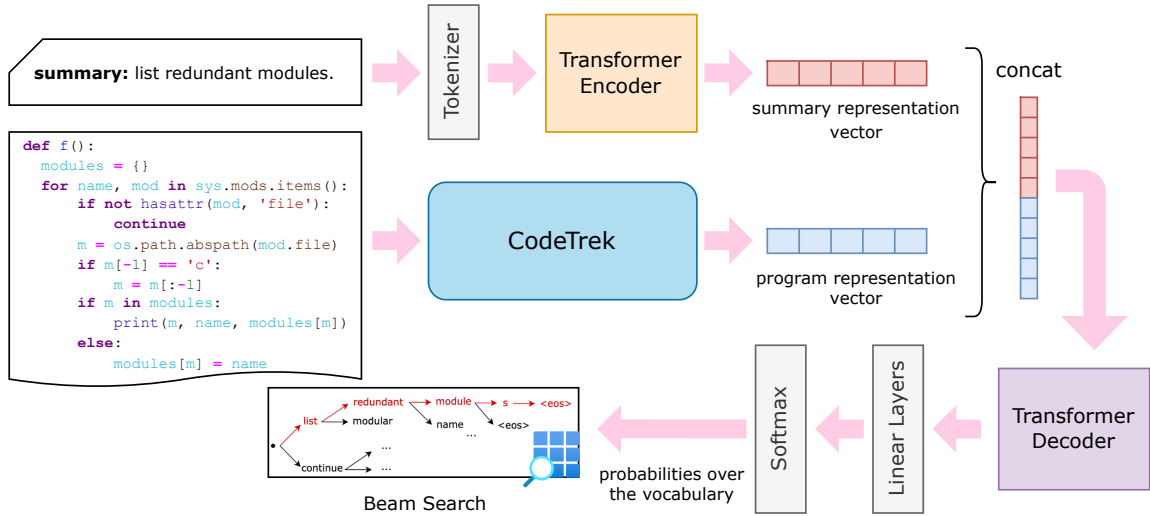 summary: list redundant modules.
Tokenizer
Transformer
Encoder
summary representation
vector
concat
def f():
modules = {}
for name, mod in sys.mods.items():
if not hasattr(mod, 'file'):
continue
m = os.path.abspath(mod.file)
if m[-1] == 'c':
m = m[:-1]
if m in modules:
print(m, name, modules[m])
else:
modules[m] = name
CodeTrek
program representation
vector
Transformer
Decoder
Linear Layers
Softmax
probabilities over
the vocabulary
list
redundant
module
s
<eos>
modular
name
...
<eos>
continue
...
...
Beam Search